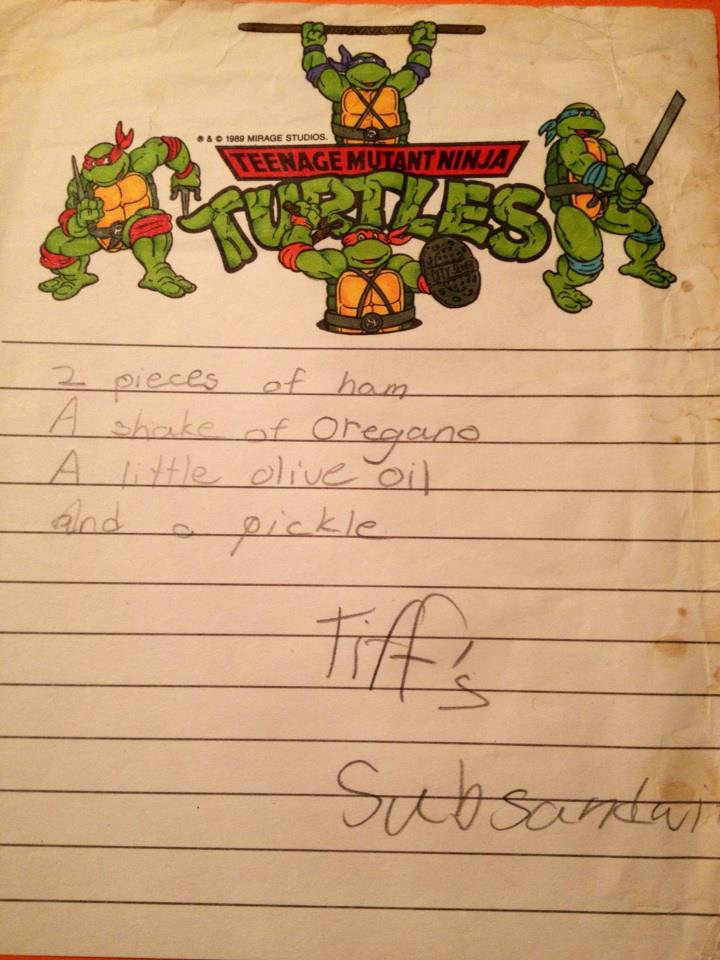 ® & © 1989 MIRAGE STUDIOS.
TEENAGE MUTANT NINJA
TURTLES
2 pieces of ham
A shake of Oregano
A little olive oil
And a pickle
Tiff's
Subsandwi